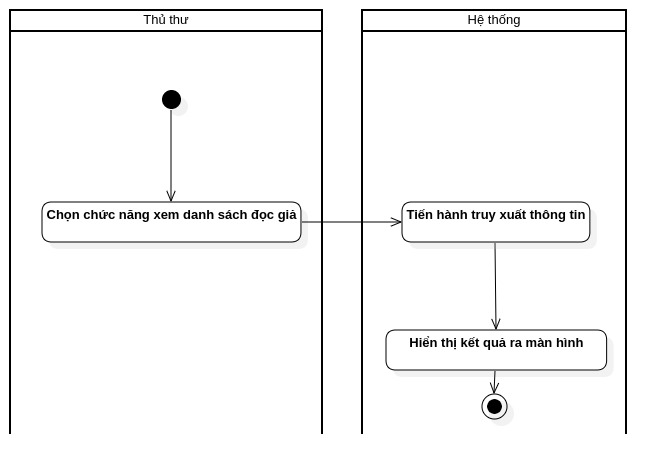 Thủ thư
Hệ thống
Chọn chức năng xem danh sách đọc giả
Tiến hành truy xuất thông tin
Hiển thị kết quả ra màn hình